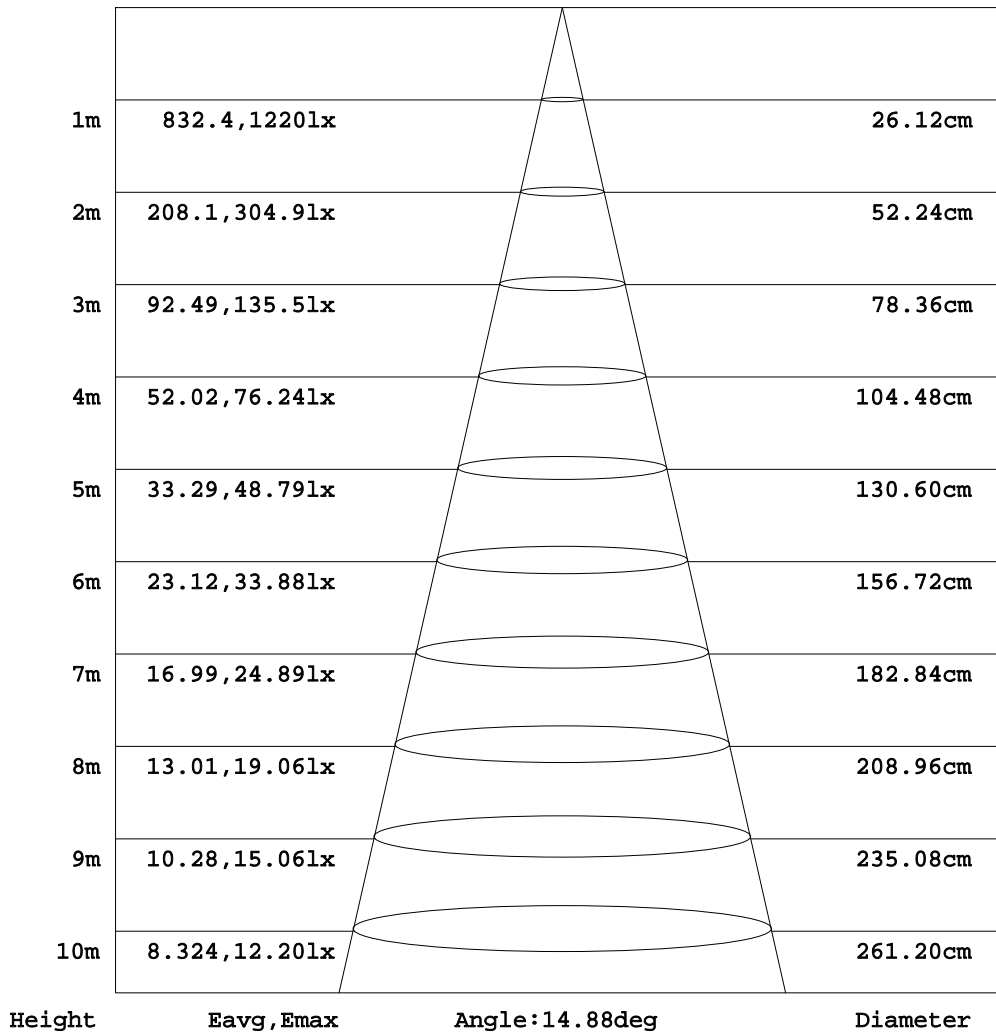 1m 832.4,1220lx 26.12cm
2m 208.1,304.9lx 52.24cm
3m 92.49,135.5lx 78.36cm
4m 52.02,76.24lx 104.48cm
5m 33.29,48.79lx 130.60cm
6m 23.12,33.88lx 156.72cm
7m 16.99,24.89lx 182.84cm
8m 13.01,19.06lx 208.96cm
9m 10.28,15.06lx 235.08cm
10m 8.324,12.20lx 261.20cm
Height Eavg,Emax Angle:14.88deg Diameter